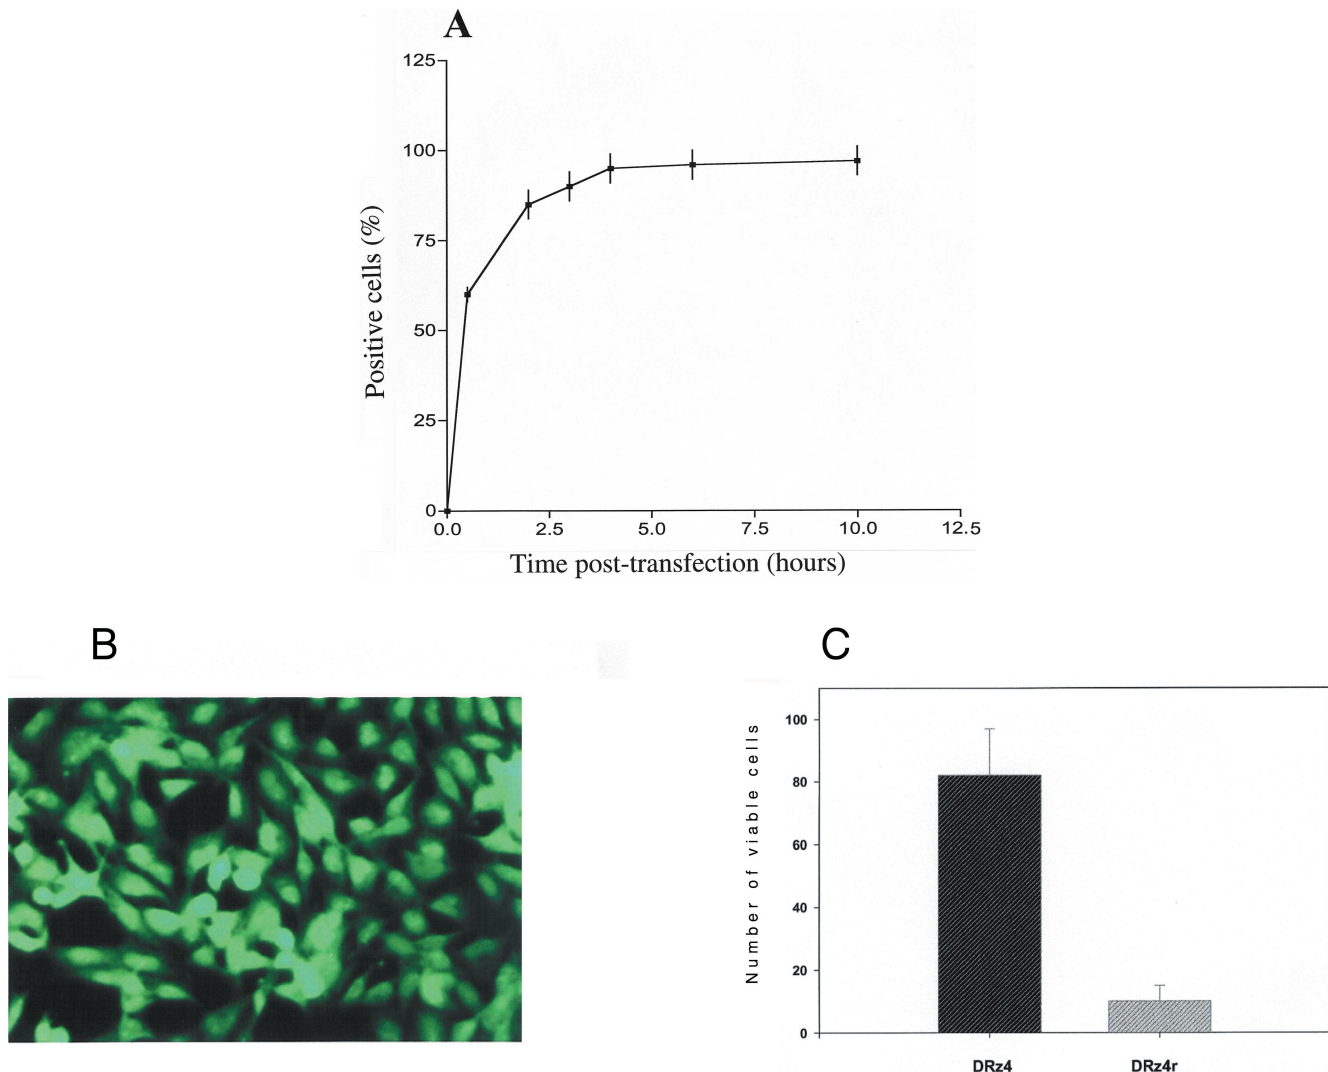 A
125
100
75
50
25
0
Positive cells (%)
0.0 2.5 5.0 7.5 10.0 12.5
Time post-transfection (hours)
B
C
100
80
60
40
20
0
Number of viable cells
DRz4 DRz4r